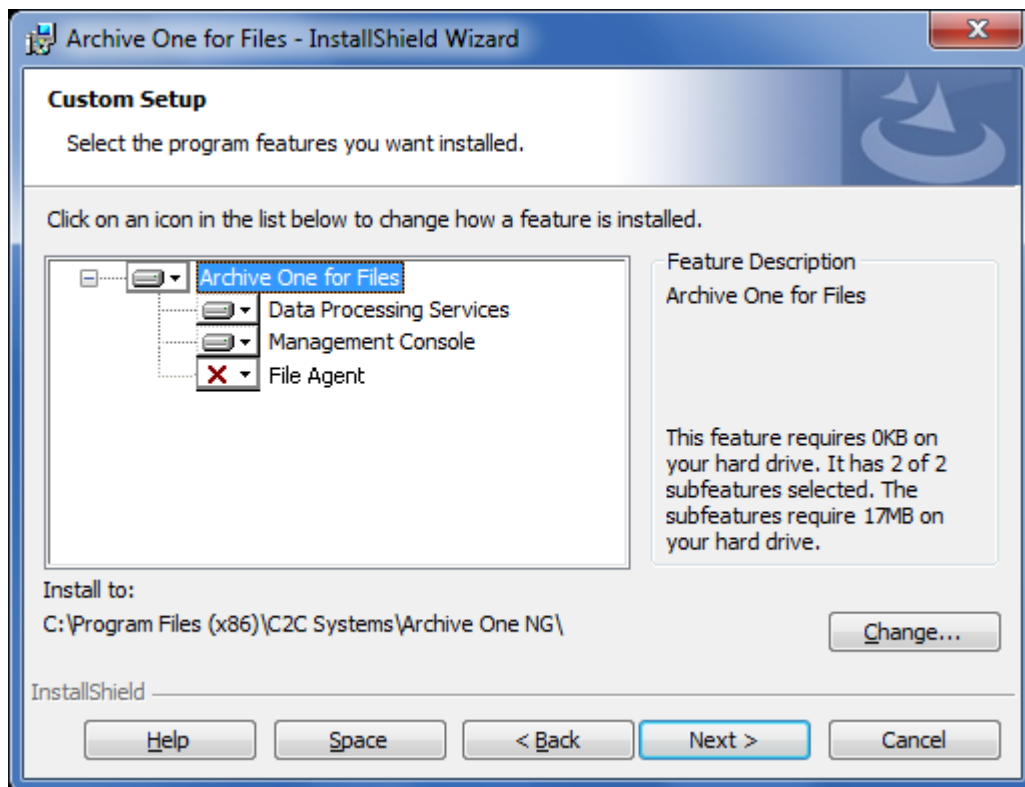 Archive One for Files - InstallShield Wizard
Custom Setup
Select the program features you want installed.
Click on an icon in the list below to change how a feature is installed.
Archive One for Files
Data Processing Services
Management Console
File Agent
Feature Description
Archive One for Files
This feature requires 0KB on
your hard drive. It has 2 of 2
subfeatures selected. The
subfeatures require 17MB on
your hard drive.
Install to:
C:\Program Files (x86)\C2C Systems\Archive One NG\
Change...
InstallShield
Help
Space
< Back
Next >
Cancel